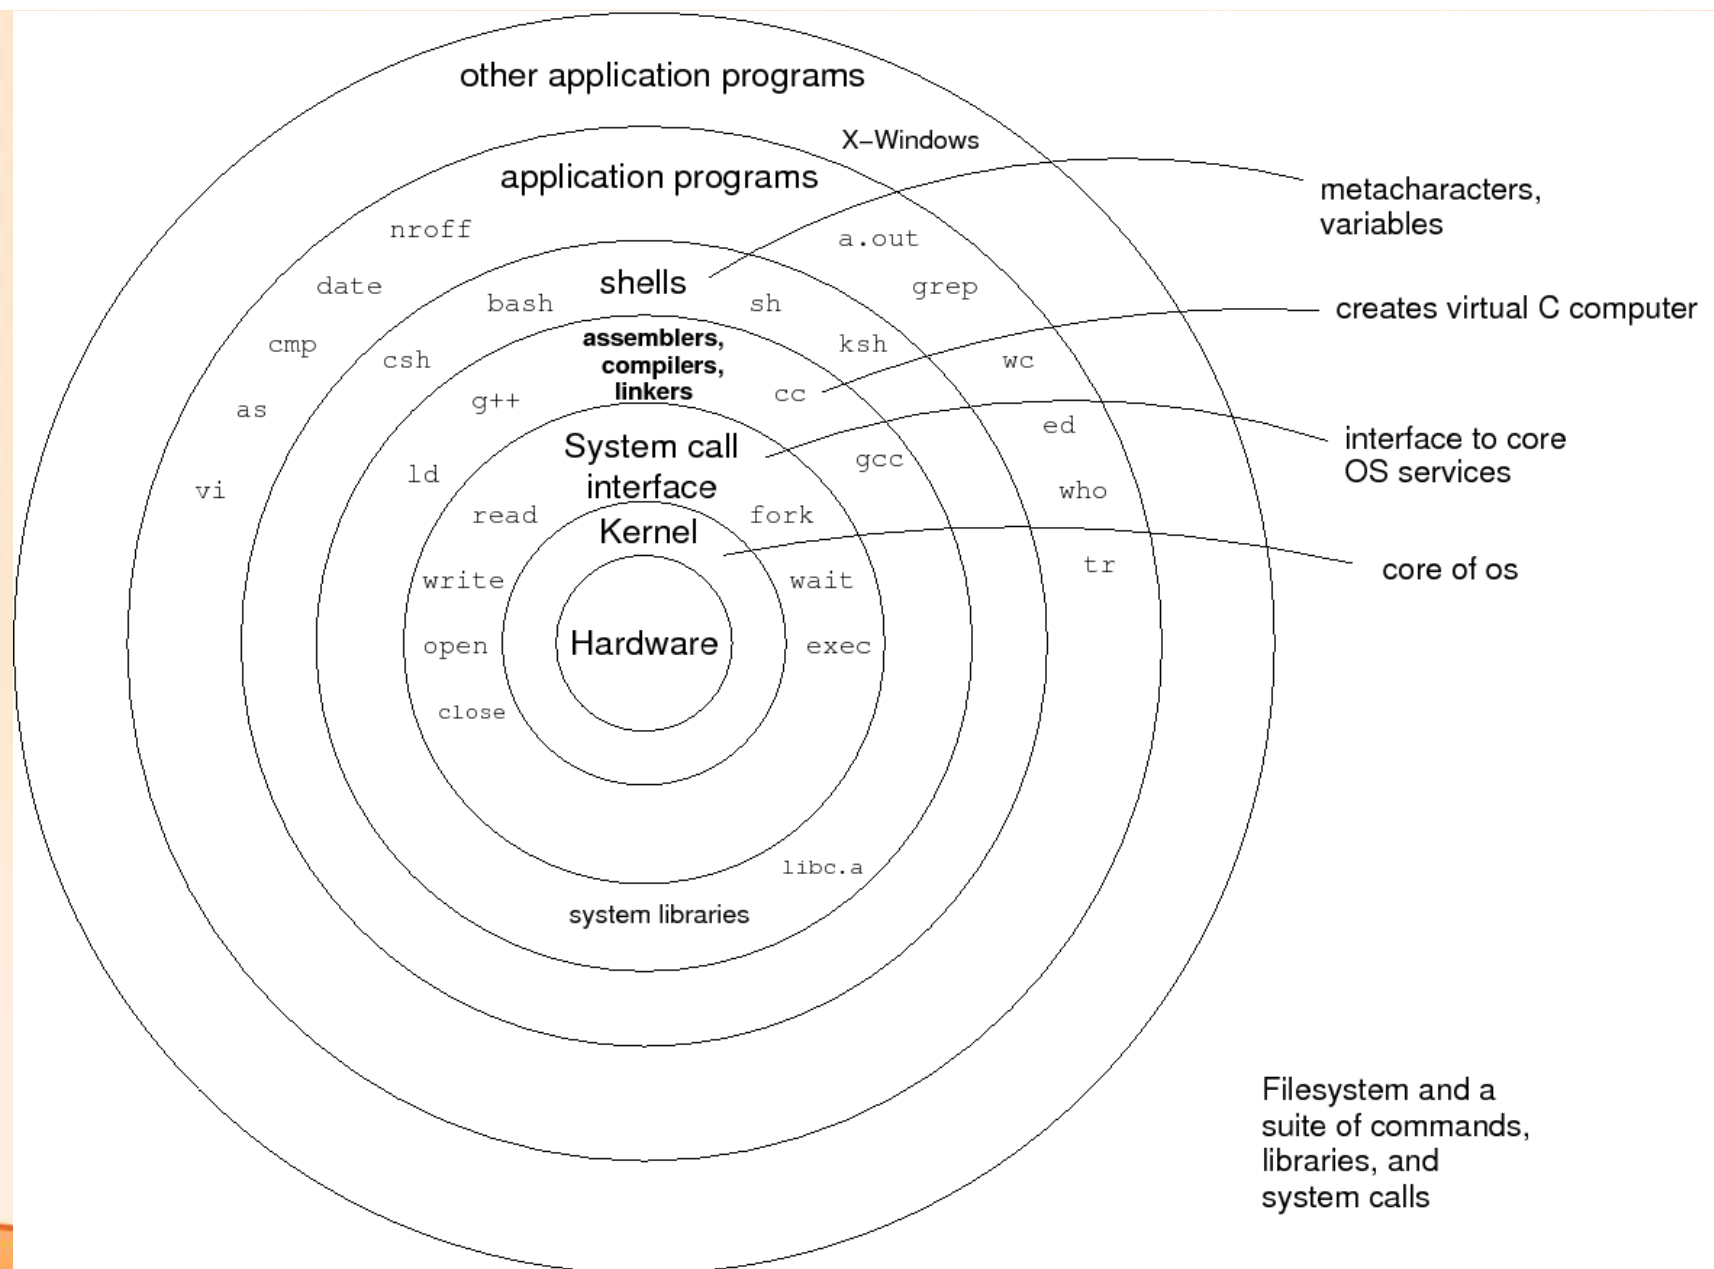 other application programs
X–Windows
application programs
nroff
a.out
date
grep
shells
bash
sh
cmp
csh
ksh
wc
assemblers,
compilers,
linkers
as
g++
cc
ed
System call
interface
ld
gcc
vi
who
read
fork
Kernel
write
wait
tr
Hardware
open
exec
close
libc.a
system libraries
metacharacters,
variables
creates virtual C computer
interface to core
OS services
core of os
Filesystem and a
suite of commands,
libraries, and
system calls